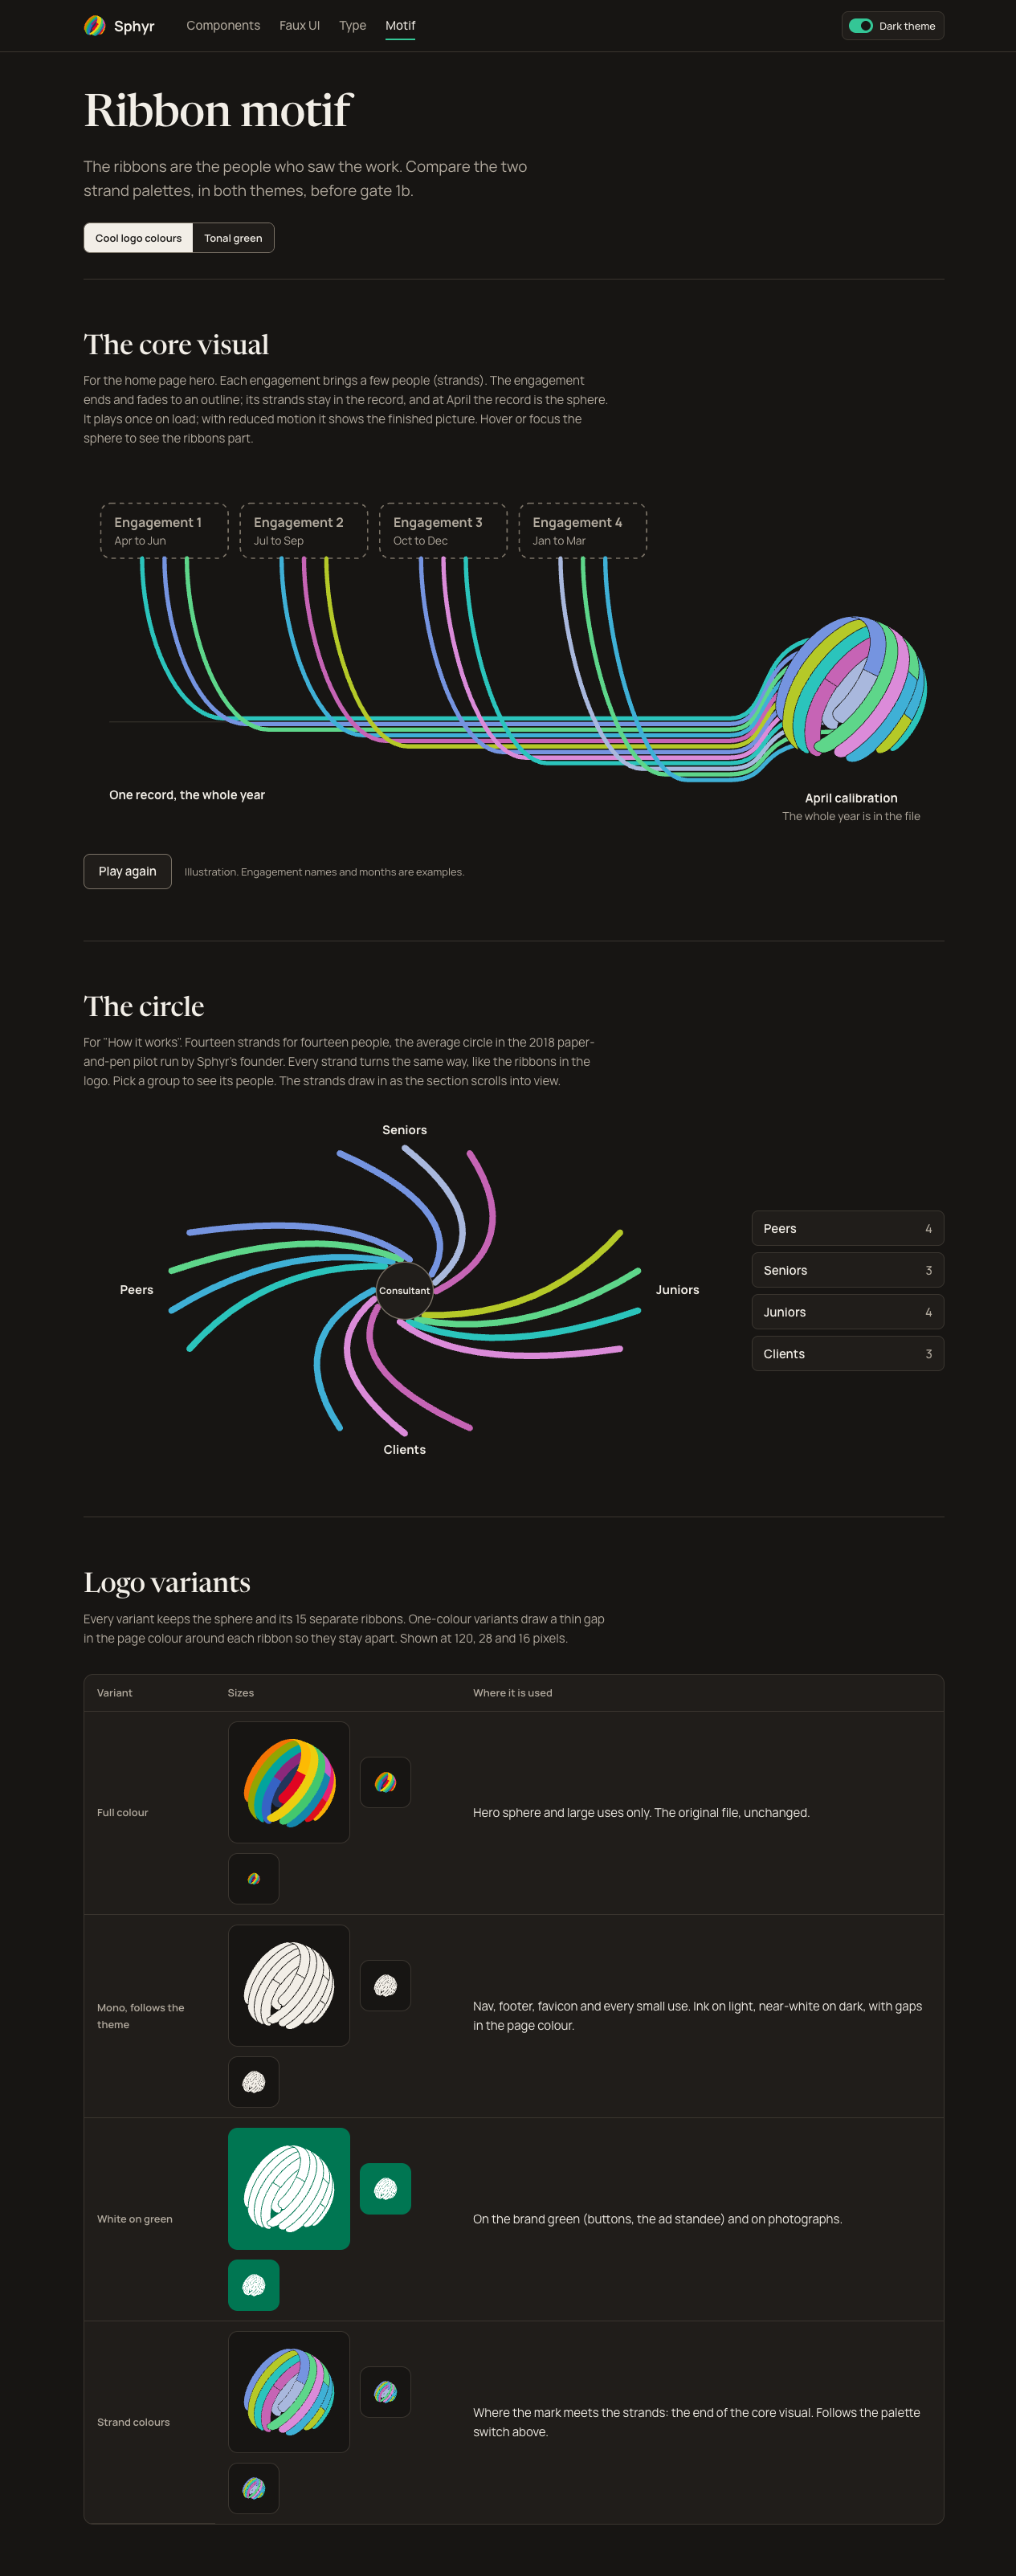 Sphyr
Components
Faux UI
Type
Motif
Dark theme
Ribbon motif
The ribbons are the people who saw the work. Compare the two
strand palettes, in both themes, before gate 1b.
Cool logo colours
Tonal green
The core visual
For the home page hero. Each engagement brings a few people (strands). The engagement
ends and fades to an outline; its strands stay in the record, and at April the record is the sphere.
It plays once on load; with reduced motion it shows the finished picture. Hover or focus the
sphere to see the ribbons part.
Engagement 1
Apr to Jun
Engagement 2
Jul to Sep
Engagement 3
Oct to Dec
Engagement 4
Jan to Mar
One record, the whole year
April calibration
The whole year is in the file
Play again
Illustration. Engagement names and months are examples.
The circle
For "How it works". Fourteen strands for fourteen people, the average circle in the 2018 paper-
and-pen pilot run by Sphyr's founder. Every strand turns the same way, like the ribbons in the
logo. Pick a group to see its people. The strands draw in as the section scrolls into view.
Seniors
Peers
Consultant
Juniors
Clients
Peers 4
Seniors 3
Juniors 4
Clients 3
Logo variants
Every variant keeps the sphere and its 15 separate ribbons. One-colour variants draw a thin gap
in the page colour around each ribbon so they stay apart. Shown at 120, 28 and 16 pixels.
Variant
Sizes
Where it is used
Full colour
Hero sphere and large uses only. The original file, unchanged.
Mono, follows the
theme
Nav, footer, favicon and every small use. Ink on light, near-white on dark, with gaps
in the page colour.
White on green
On the brand green (buttons, the ad standee) and on photographs.
Strand colours
Where the mark meets the strands: the end of the core visual. Follows the palette
switch above.